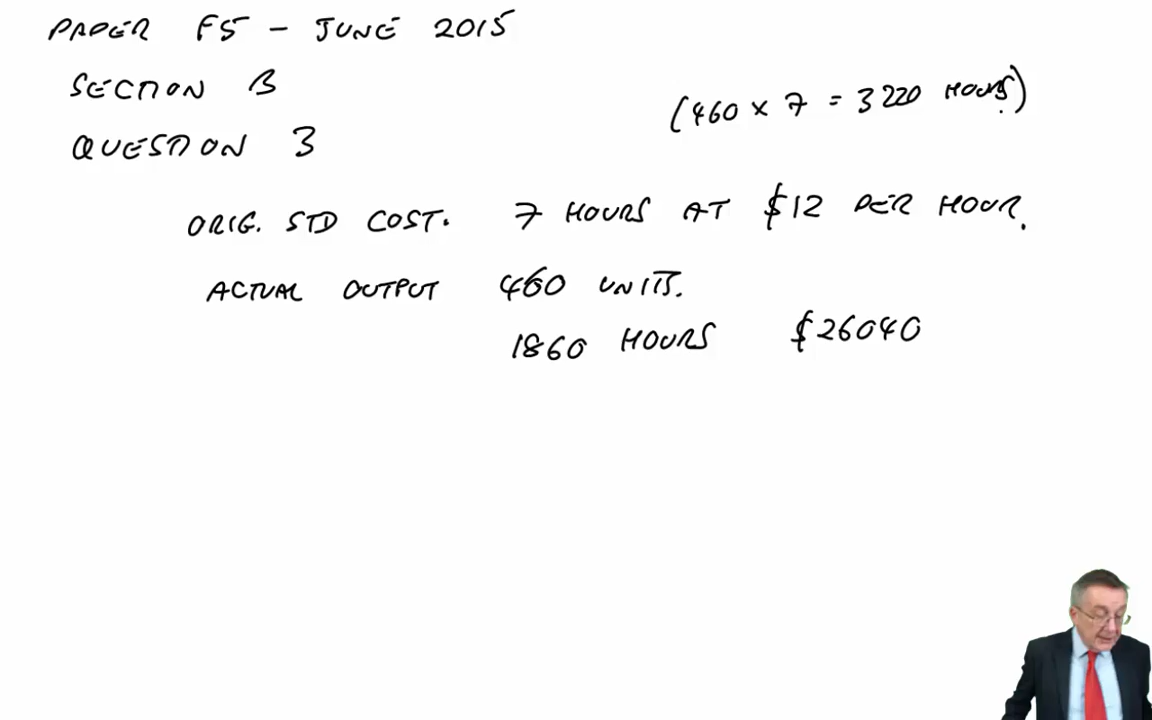 PAPER F5 - JUNE 2015
SECTION B
(460 × 7 = 3220 HOURS)
QUESTION 3
ORIG. STD COST. 7 HOURS AT $12 PER HOUR.
ACTUAL OUTPUT 460 UNITS.
1860 HOURS $26040